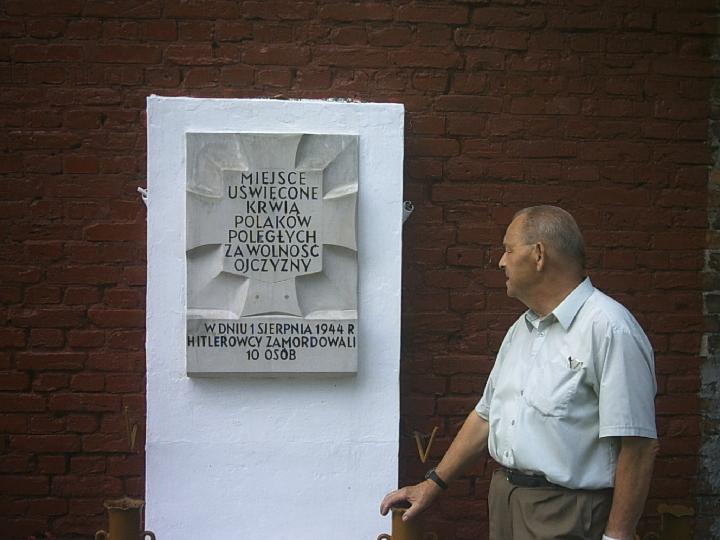 MIEJSCE
UŚWIĘCONE
KRWIĄ
POLAKÓW
POLEGŁYCH
ZA WOLNOŚĆ
OJCZYZNY
W DNIU 1 SIERPNIA 1944 R
HITLEROWCY ZAMORDOWALI
10 OSÓB